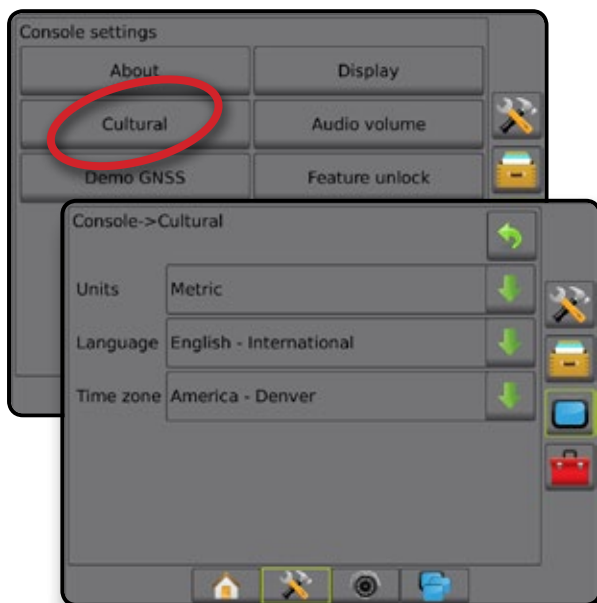 Console settings
About Display
Cultural Audio volume
Demo GNSS Feature unlock
Console->Cultural
Units Metric
Language English - International
Time zone America - Denver